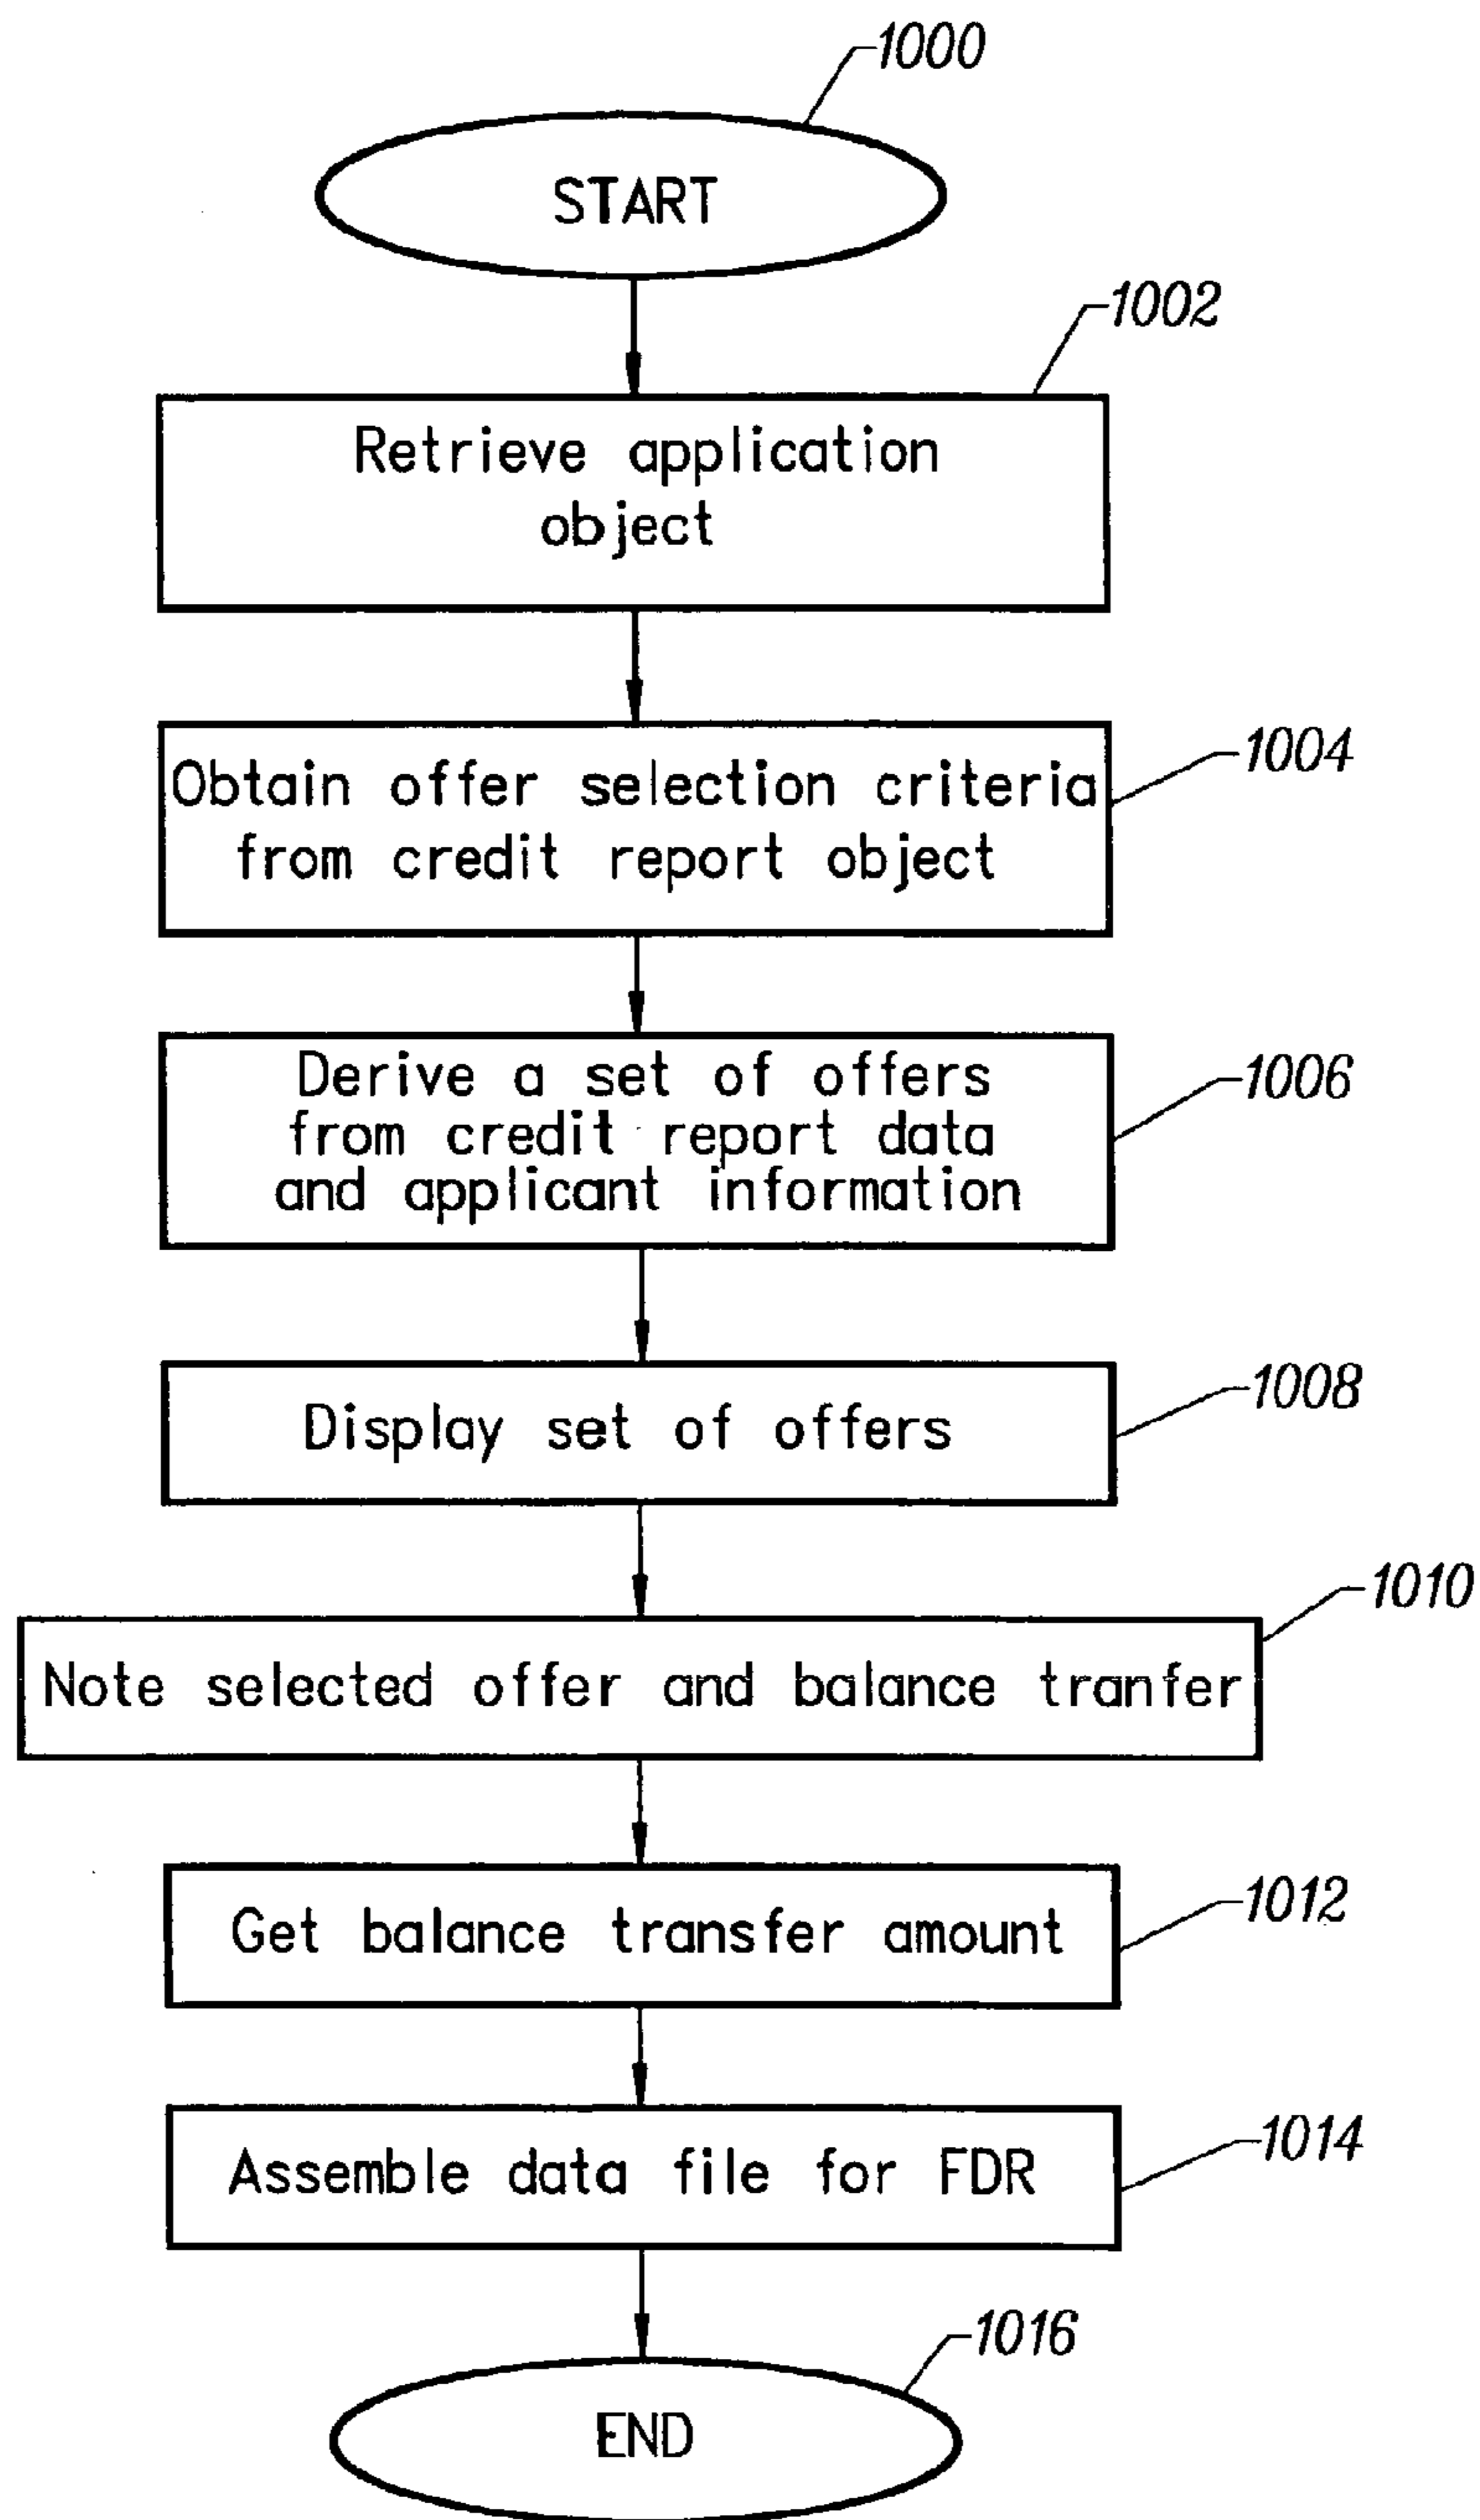 1000
START
1002
Retrieve application
object
1004
Obtain offer selection criteria
from credit report object
1006
Derive a set of offers
from credit report data
and applicant information
1008
Display set of offers
1010
Note selected offer and balance tranfer
1012
Get balance transfer amount
1014
Assemble data file for FDR
1016
END